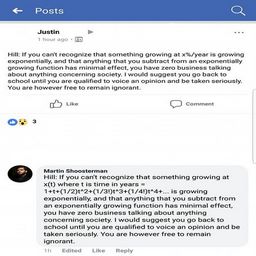 Posts
Justin
1 hour ago
Hill: If you can't recognize that something growing at x%/year is growing
exponentially, and that anything that you subtract from an exponentially
growing function has minimal effect, you have zero business talking
about anything concerning society. I would suggest you go back to
school until you are qualified to voice an opinion and be taken seriously.
You are however free to remain ignorant.
Like Comment
3
Martin Shoosterman
Hill: If you can't recognize that something growing at
x(t) where t is time in years =
1+t+(1/2)t^2+(1/3!)t^3+(1/4!)t^4+... is growing
exponentially, and that anything that you subtract from
an exponentially growing function has minimal effect,
you have zero business talking about anything
concerning society. I would suggest you go back to
school until you are qualified to voice an opinion and be
taken seriously. You are however free to remain
ignorant.
1h Edited Like Reply